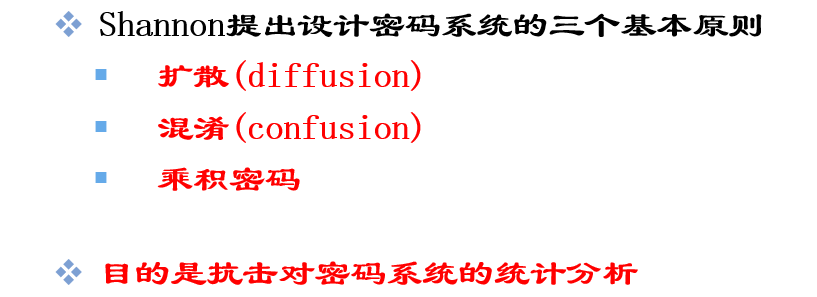 Shannon提出设计密码系统的三个基本原则
扩散(diffusion)
混淆(confusion)
乘积密码
目的是抗击对密码系统的统计分析